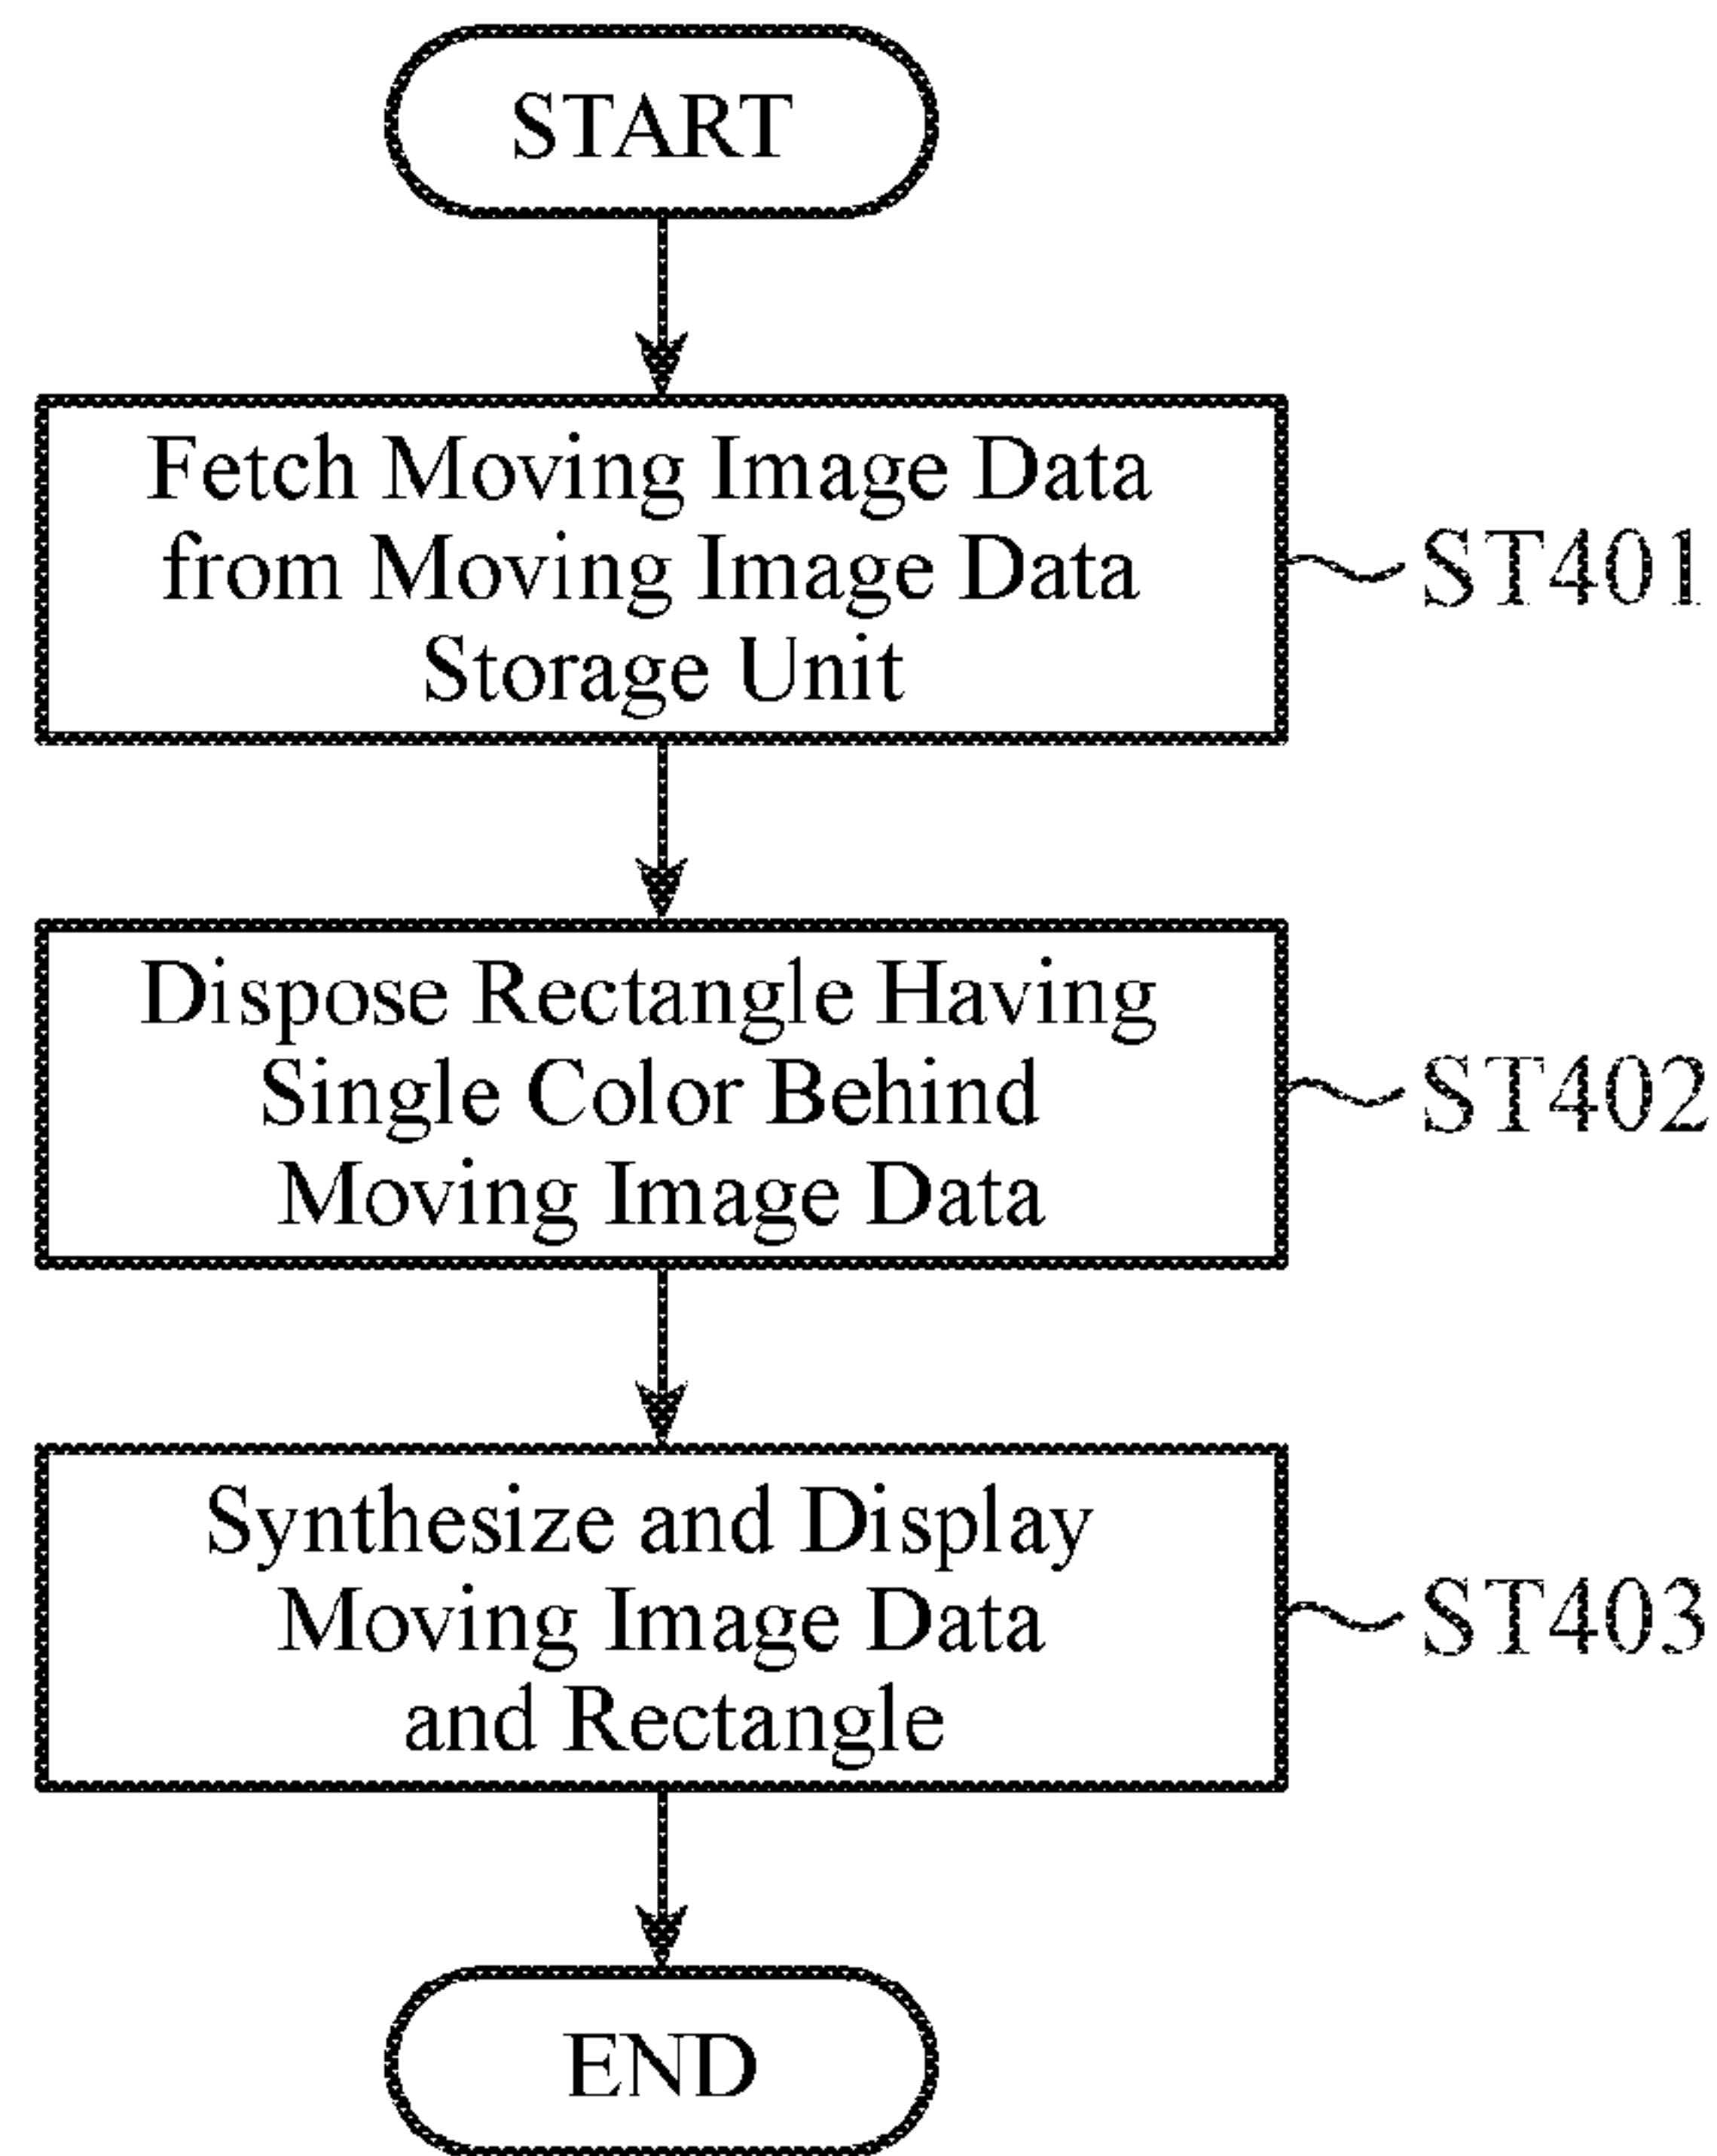 START
Fetch Moving Image Data
from Moving Image Data
Storage Unit
ST401
Dispose Rectangle Having
Single Color Behind
Moving Image Data
ST402
Synthesize and Display
Moving Image Data
and Rectangle
ST403
END